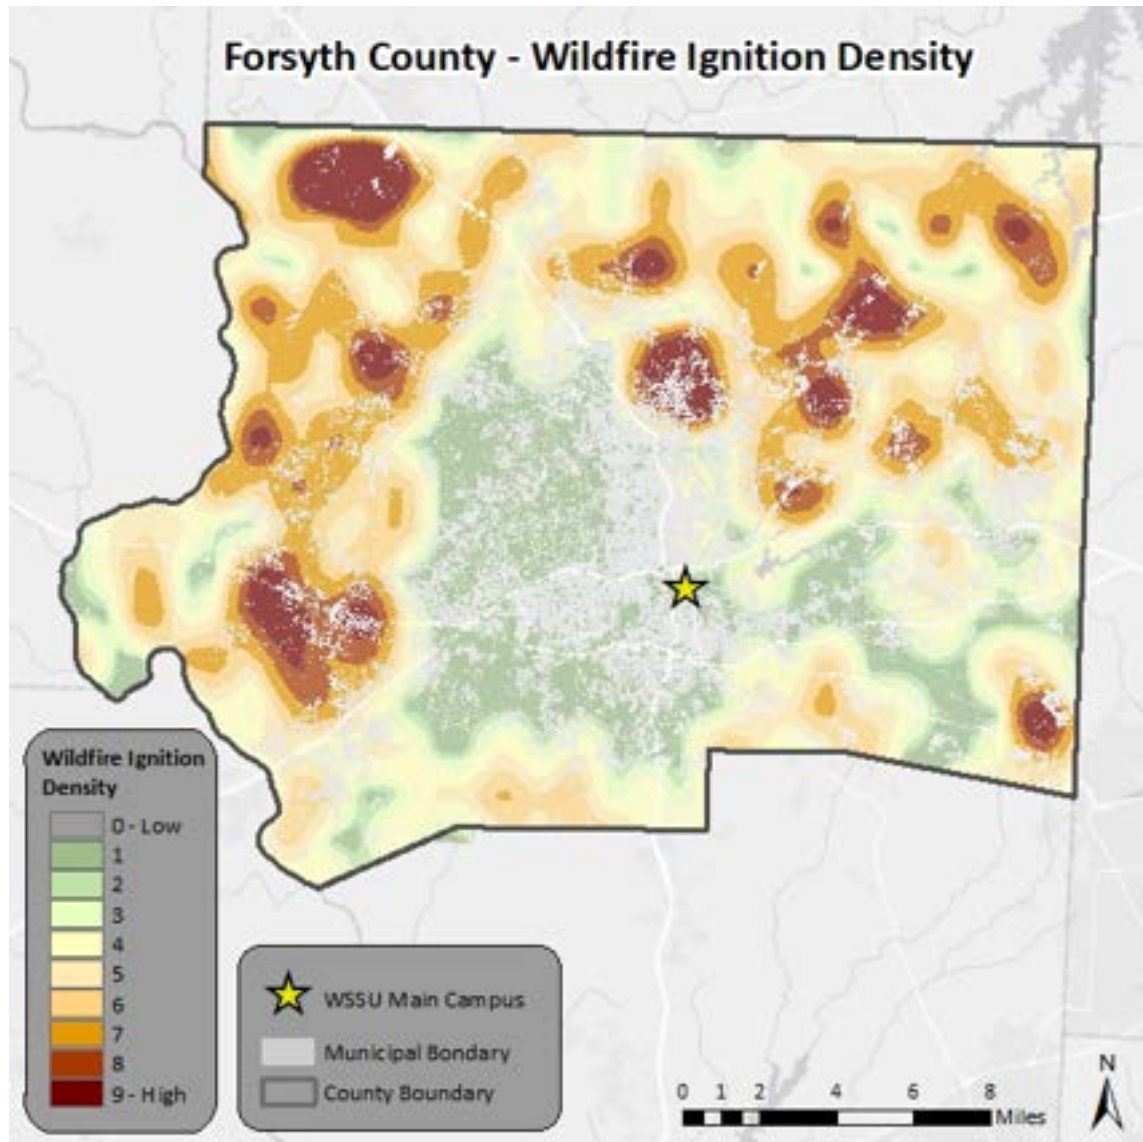 Forsyth County - Wildfire Ignition Density
Wildfire Ignition
Density
0 - Low
1
2
3
4
5
6
7
8
9 - High
WSSU Main Campus
Municipal Bondary
County Boundary
N
0 1 2 4 6 8
Miles